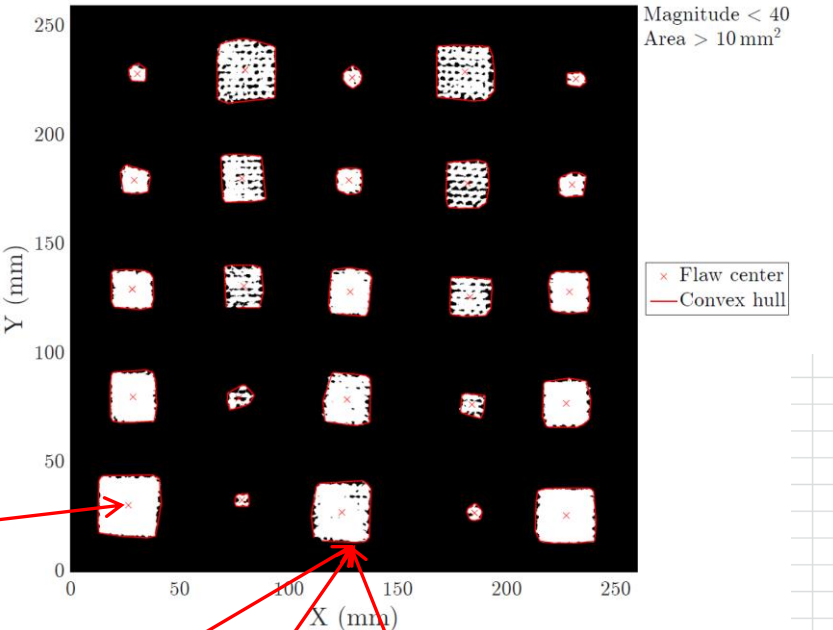 Magnitude < 40
Area > 10 mm²
250
200
150
100
50
0
Y (mm)
× Flaw center
Convex hull
0 50 100 150 200 250
X (mm)